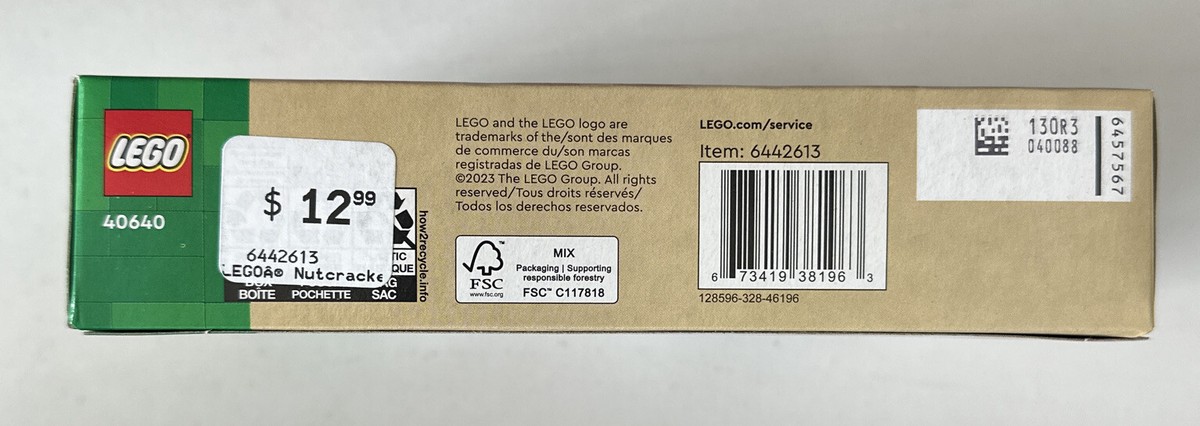 LEGO
40640
$ 12 99
6442613
LEGOâ® Nutcracke
BOÎTE POCHETTE SAC
how2recycle.info
LEGO and the LEGO logo are
trademarks of the/sont des marques
de commerce du/son marcas
registradas de LEGO Group.
©2023 The LEGO Group. All rights
reserved/Tous droits réservés/
Todos los derechos reservados.
FSC™
www.fsc.org
MIX
Packaging | Supporting
responsible forestry
FSC™ C117818
LEGO.com/service
Item: 6442613
6 73419 38196 3
128596-328-46196
130R3
040088
6457567